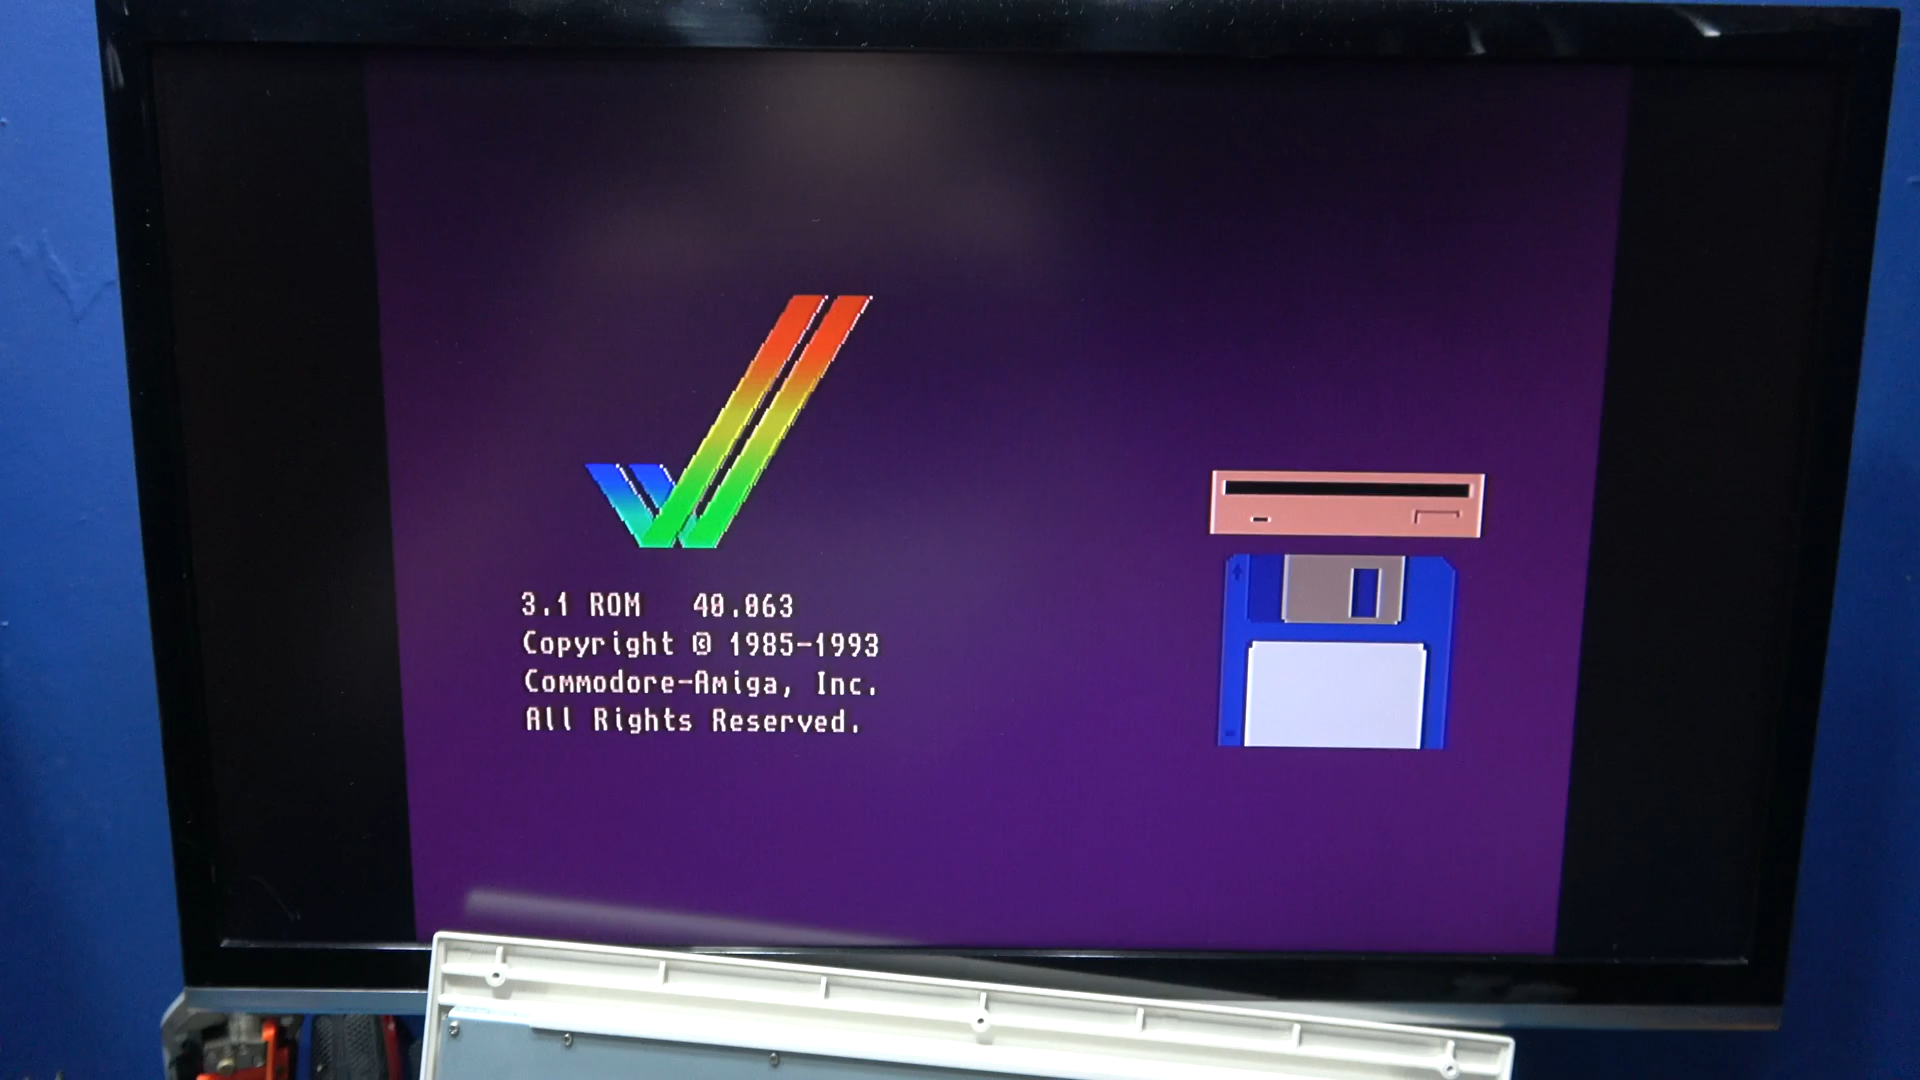 3.1 ROM 40.063
Copyright © 1985-1993
Commodore-Amiga, Inc.
All Rights Reserved.